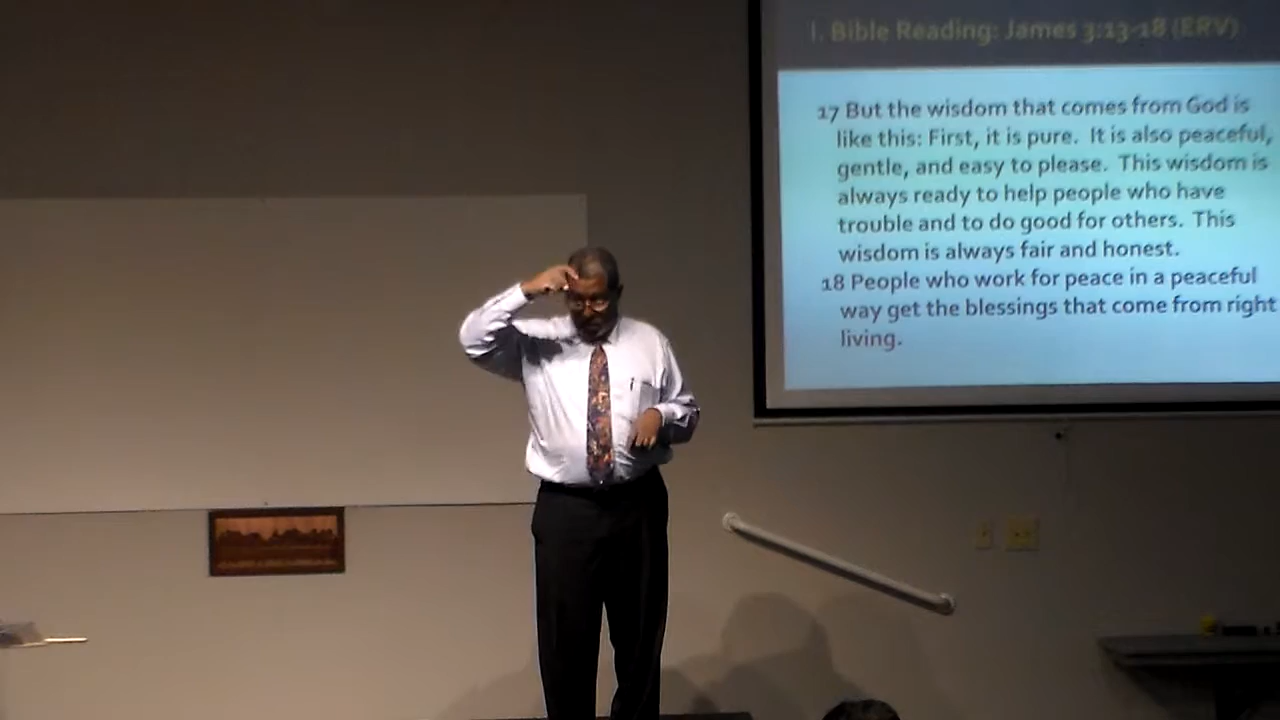 I. Bible Reading: James 3:13-18 (ERV)
17 But the wisdom that comes from God is
like this: First, it is pure. It is also peaceful,
gentle, and easy to please. This wisdom is
always ready to help people who have
trouble and to do good for others. This
wisdom is always fair and honest.
18 People who work for peace in a peaceful
way get the blessings that come from right
living.